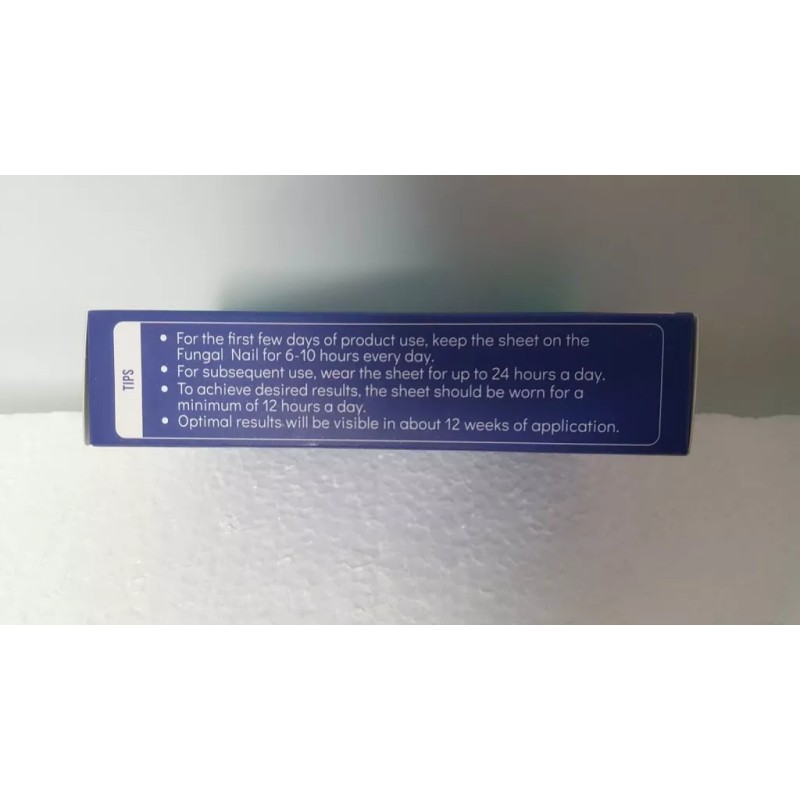 TIPS
• For the first few days of product use, keep the sheet on the
Fungal Nail for 6-10 hours every day.
• For subsequent use, wear the sheet for up to 24 hours a day.
• To achieve desired results, the sheet should be worn for a
minimum of 12 hours a day.
• Optimal results will be visible in about 12 weeks of application.